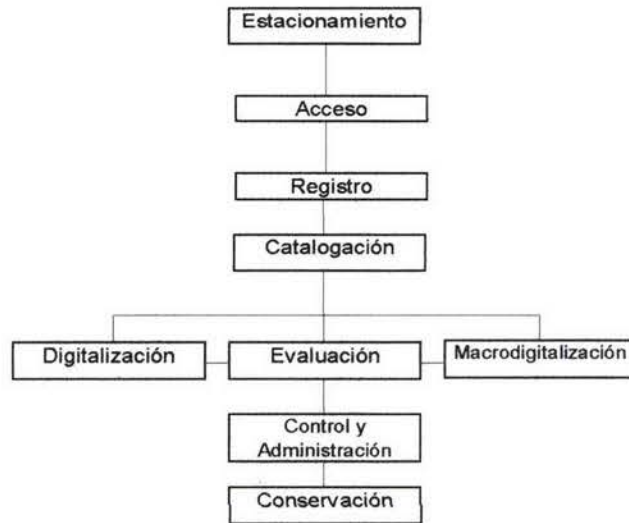 Estacionamiento
Acceso
Registro
Catalogación
Digitalización
Evaluación
Macrodigitalización
Control y
Administración
Conservación